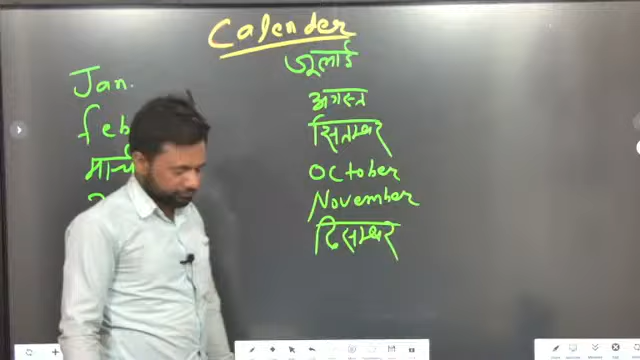 Calender
Jan.
feb
मार्च
जूलाई
अगस्त
सितम्बर
October
November
दिसम्बर